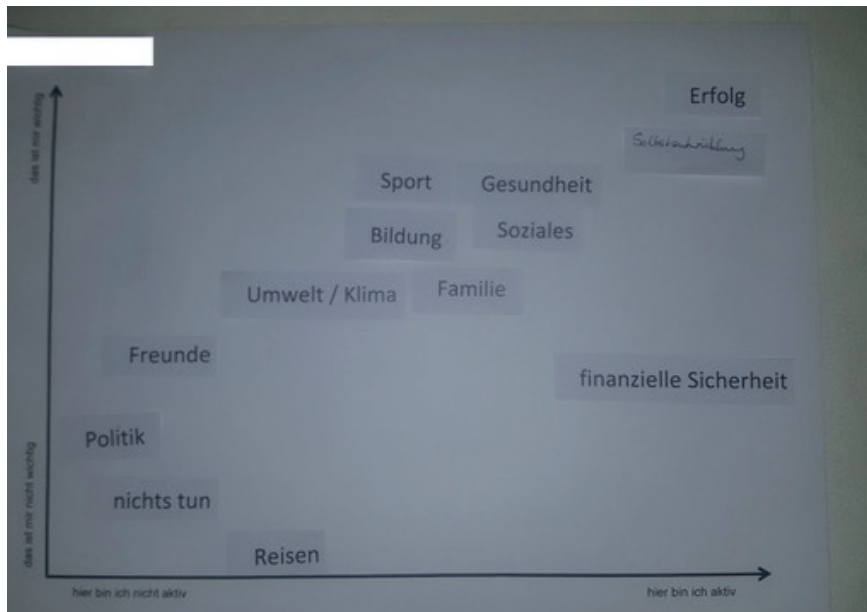 das ist mir wichtig
Erfolg
Selbstentwicklung
Sport
Gesundheit
Bildung
Soziales
Umwelt / Klima
Familie
Freunde
finanzielle Sicherheit
Politik
das ist mir nicht wichtig
nichts tun
Reisen
hier bin ich nicht aktiv
hier bin ich aktiv